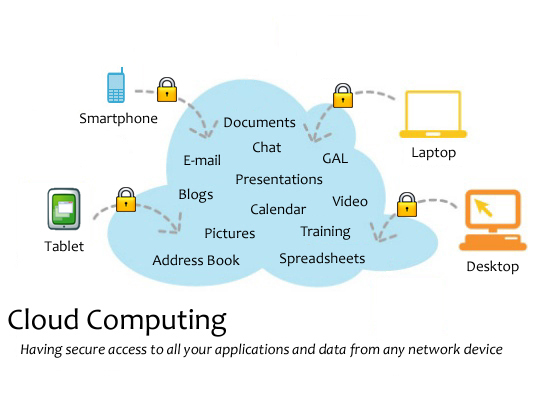 Smartphone
Documents
Chat
E-mail
GAL
Laptop
Presentations
Blogs
Video
Calendar
Tablet
Pictures
Training
Address Book
Spreadsheets
Desktop
Cloud Computing
Having secure access to all your applications and data from any network device